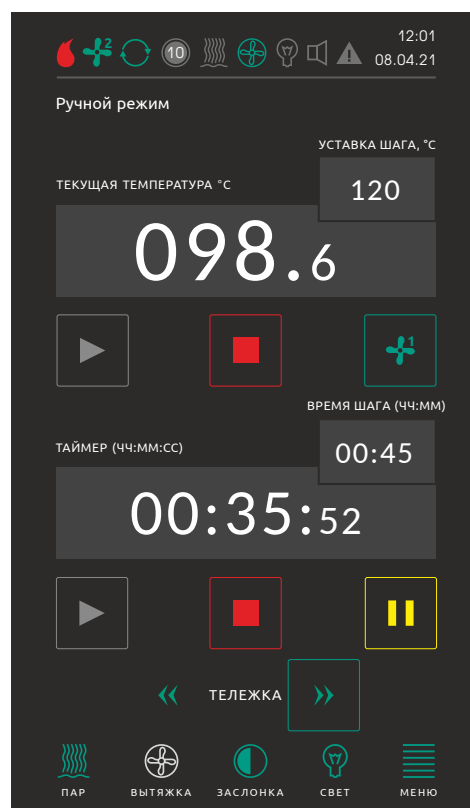 2 10 12:01
08.04.21
Ручной режим
УСТАВКА ШАГА, °C
ТЕКУЩАЯ ТЕМПЕРАТУРА °C
120
098.6
1
ВРЕМЯ ШАГА (ЧЧ:ММ)
ТАЙМЕР (ЧЧ:ММ:СС)
00:45
00:35:52
ТЕЛЕЖКА
ПАР ВЫТЯЖКА ЗАСЛОНКА СВЕТ МЕНЮ